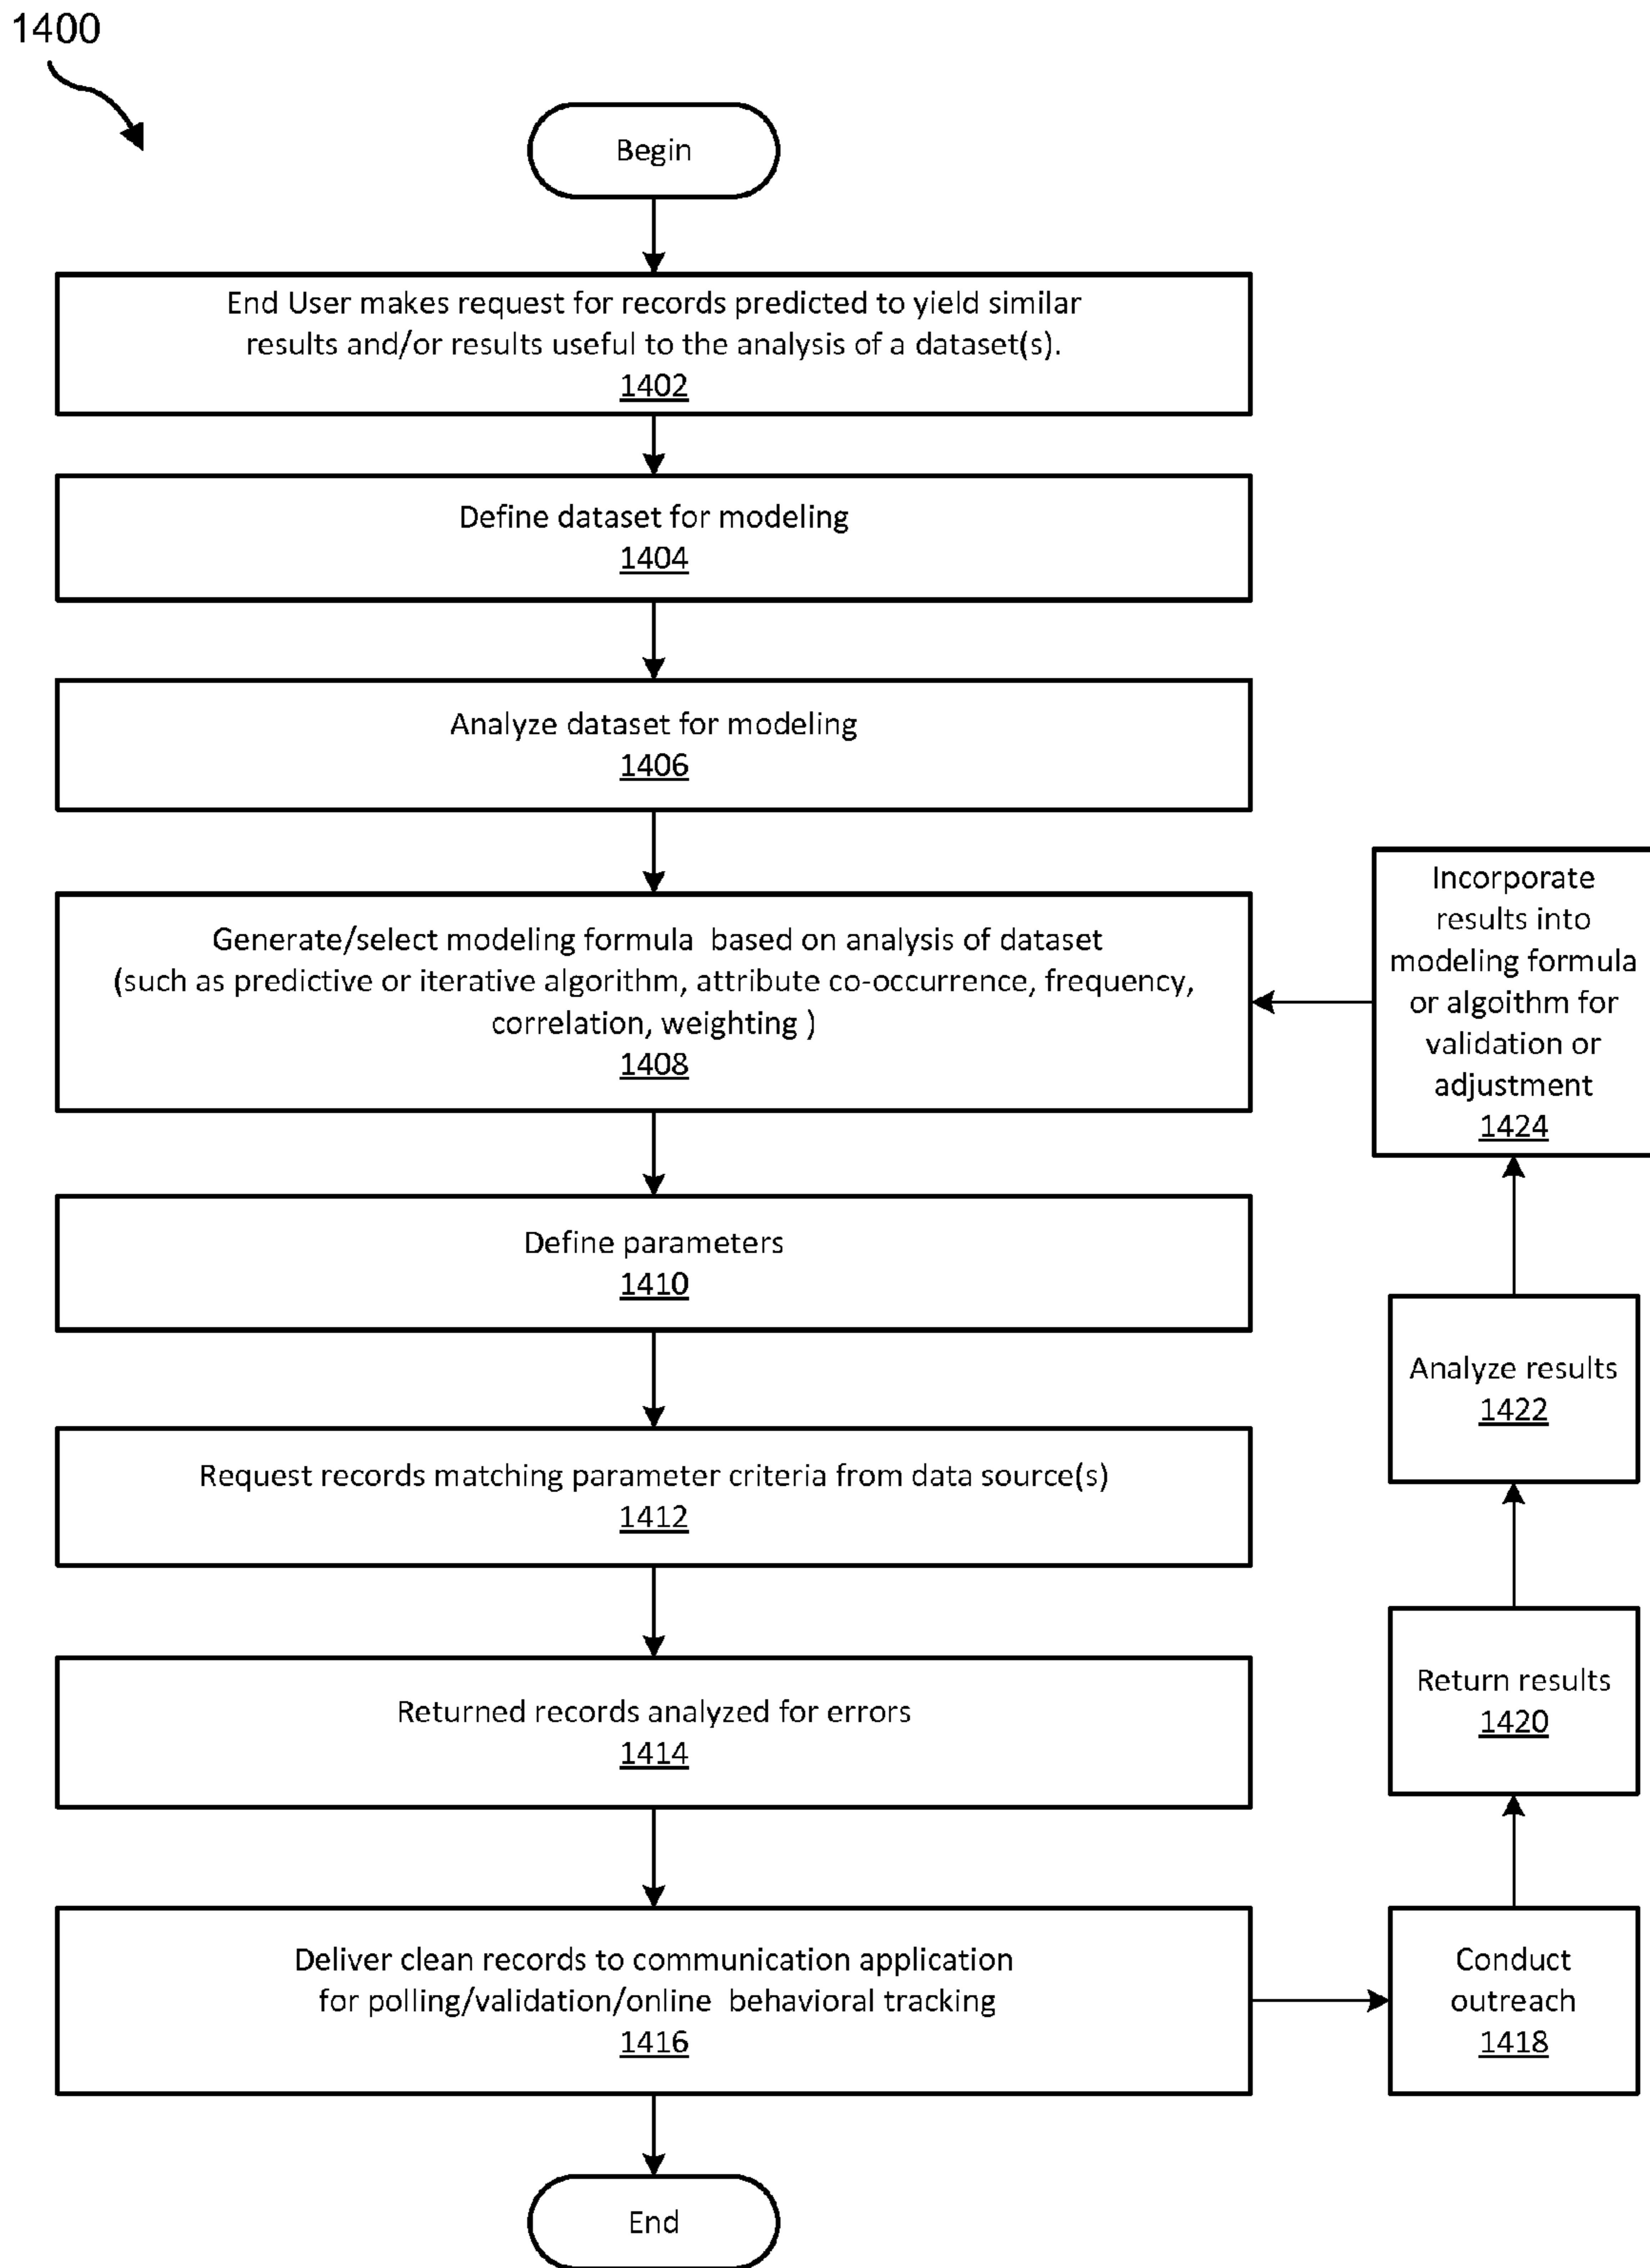 1400
Begin
End User makes request for records predicted to yield similar
results and/or results useful to the analysis of a dataset(s).
1402
Define dataset for modeling
1404
Analyze dataset for modeling
1406
Generate/select modeling formula based on analysis of dataset
(such as predictive or iterative algorithm, attribute co-occurrence, frequency,
correlation, weighting )
1408
Define parameters
1410
Request records matching parameter criteria from data source(s)
1412
Returned records analyzed for errors
1414
Deliver clean records to communication application
for polling/validation/online behavioral tracking
1416
Conduct
outreach
1418
Return results
1420
Analyze results
1422
Incorporate
results into
modeling formula
or algoithm for
validation or
adjustment
1424
End